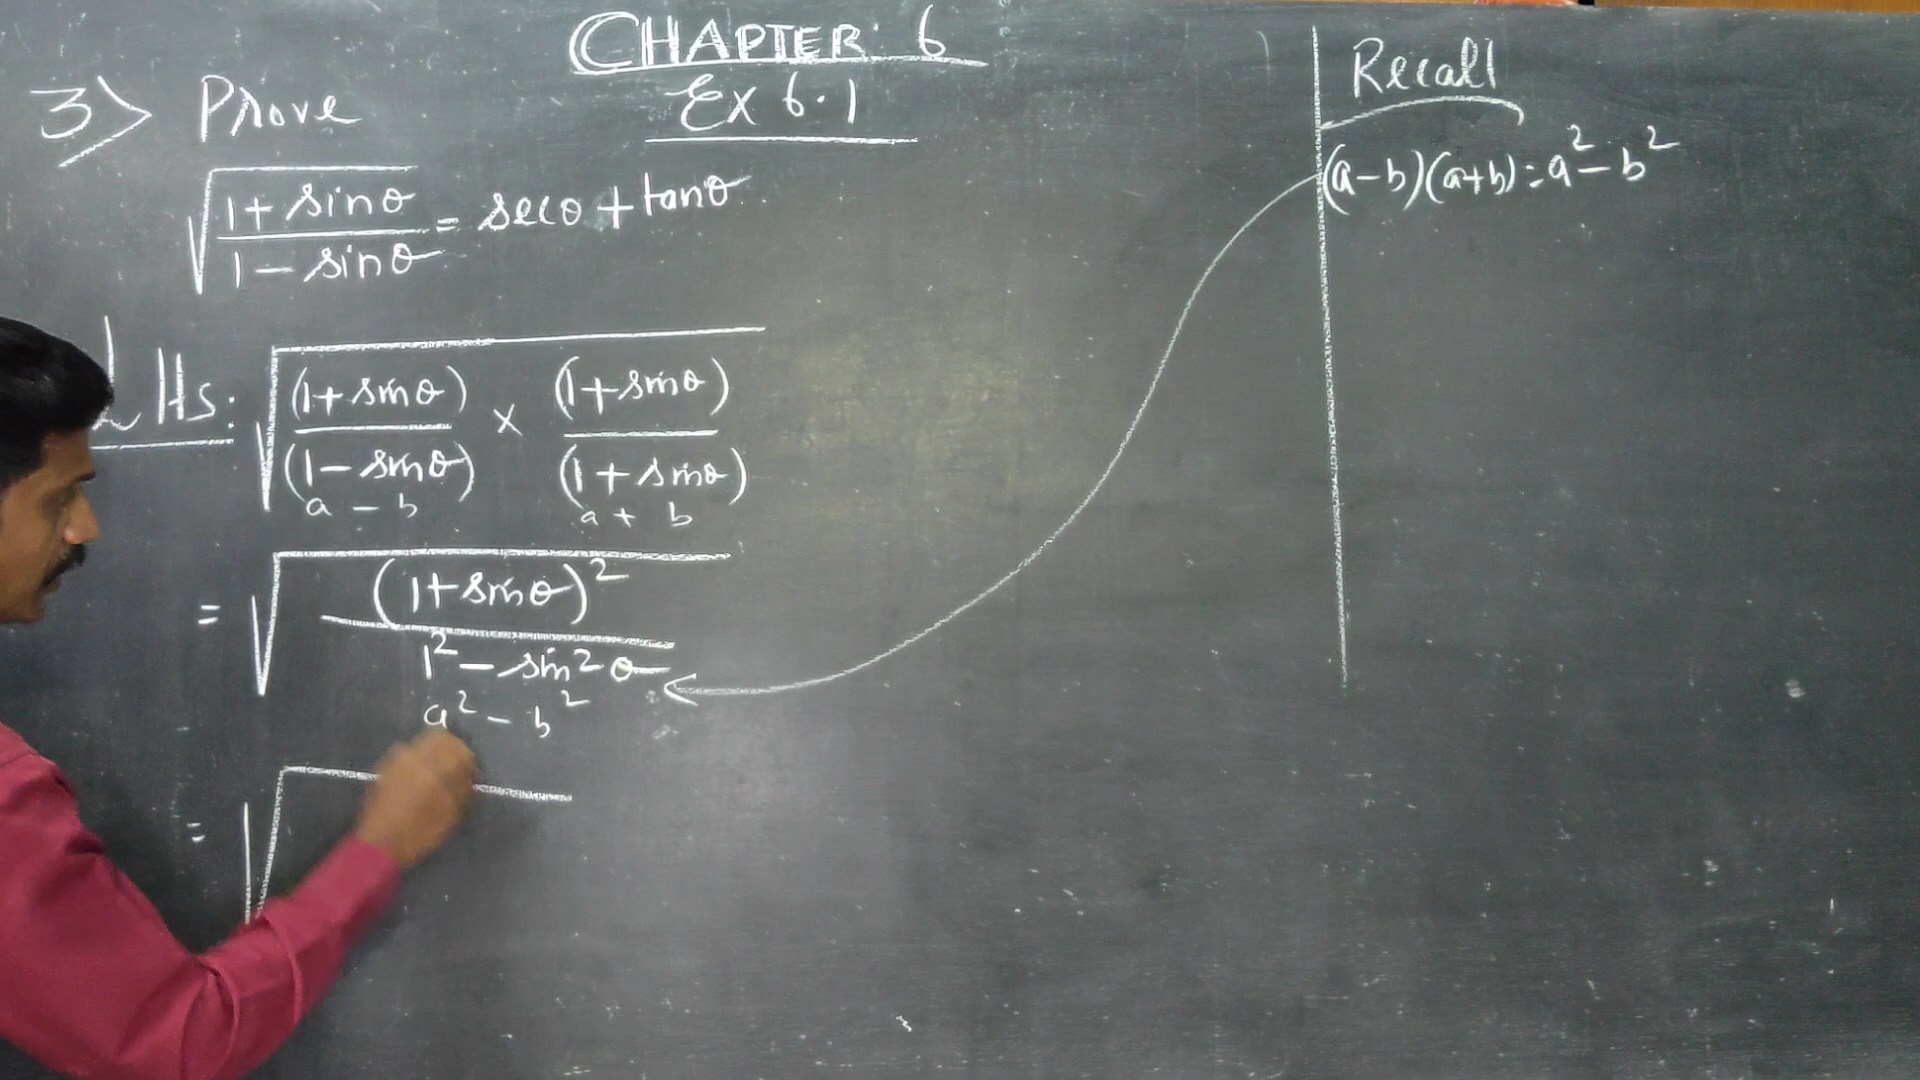 CHAPTER 6
Ex 6.1
3> Prove
√((1 + sinθ)/(1 - sinθ)) = secθ + tanθ
LHS: √((1+sinθ)/(1-sinθ) × (1+sinθ)/(1+sinθ))
a - b a + b
= √((1+sinθ)²/(1² - sin²θ))
a² - b²
= √
Recall
(a-b)(a+b) = a² - b²